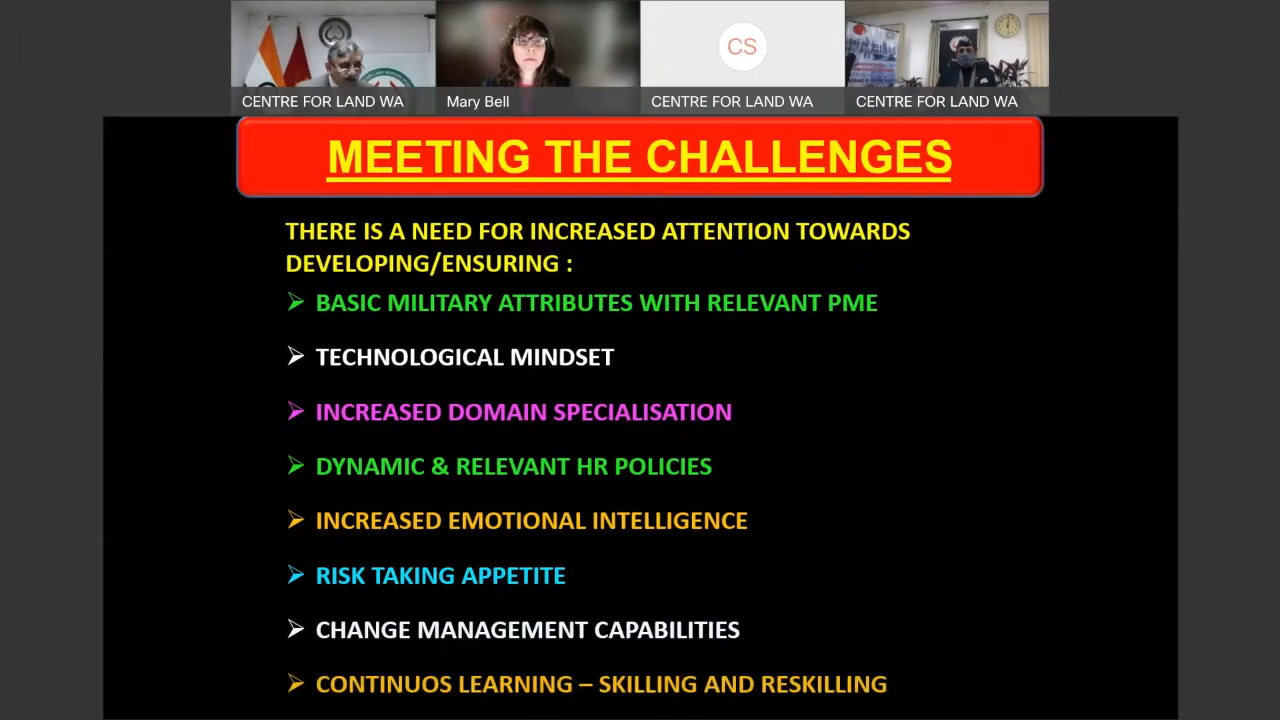 CENTRE FOR LAND WA
Mary Bell
CS
CENTRE FOR LAND WA
CENTRE FOR LAND WA
MEETING THE CHALLENGES
THERE IS A NEED FOR INCREASED ATTENTION TOWARDS
DEVELOPING/ENSURING :
➢ BASIC MILITARY ATTRIBUTES WITH RELEVANT PME
➢ TECHNOLOGICAL MINDSET
➢ INCREASED DOMAIN SPECIALISATION
➢ DYNAMIC & RELEVANT HR POLICIES
➢ INCREASED EMOTIONAL INTELLIGENCE
➢ RISK TAKING APPETITE
➢ CHANGE MANAGEMENT CAPABILITIES
➢ CONTINUOS LEARNING – SKILLING AND RESKILLING